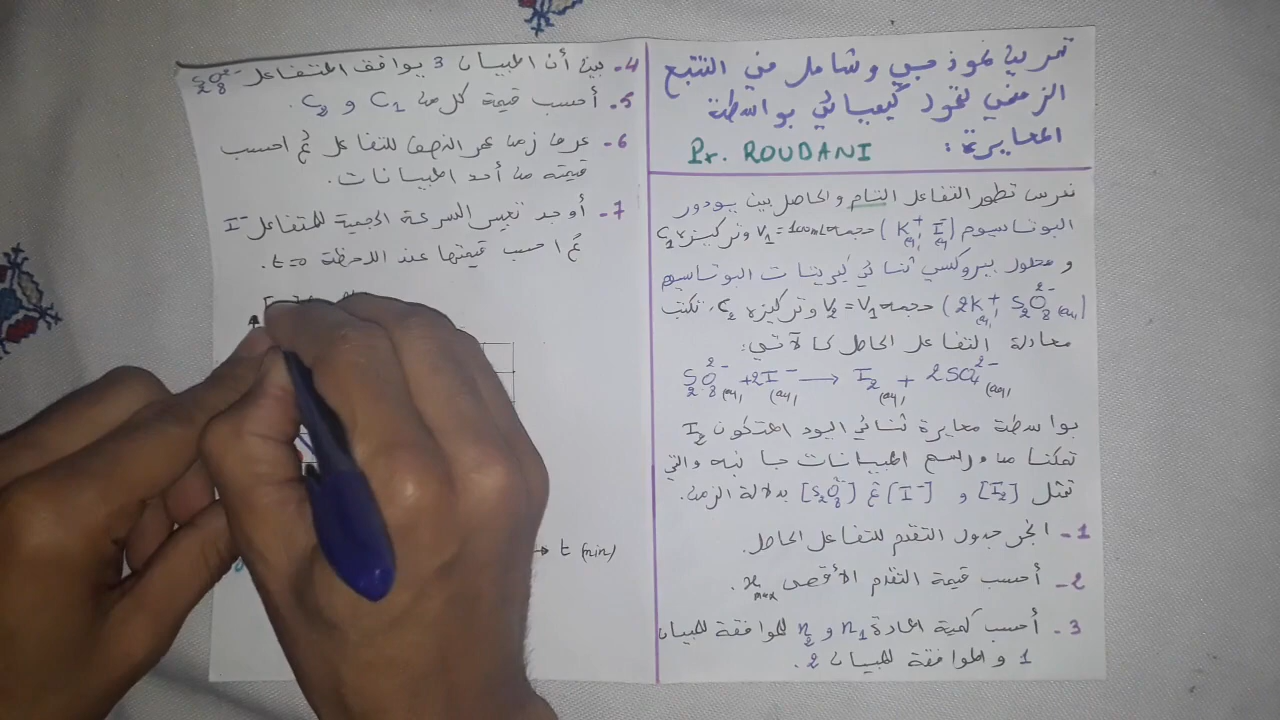 تمرين نموذجي وشامل من التتبع
الزمني لتحول كيميائي بواسطة
المعايرة:
Pr. ROUDANI
ندرس تطور التفاعل التام والحاصل بين يودور
البوتاسيوم (K⁺(aq) I⁻(aq)) حجمه V₁=100mL وتركيزه C₁
و محلول بيروكسي ثنائي كبريتات البوتاسيوم
(2K⁺(aq) S₂O₈²⁻(aq)) حجمه V₂=V₁ وتركيزه C₂، تكتب
معادلة التفاعل الحاصل كالآتي:
S₂O₈²⁻(aq) + 2I⁻(aq) → I₂(aq) + 2SO₄²⁻(aq)
بواسطة معايرة ثنائي اليود المتكون I₂
تمكنا من رسم المبيانات جانبه والتي
تمثل [I₂] و [I⁻] ثم [S₂O₈²⁻] بدلالة الزمن.
1- انجز جدول التقدم للتفاعل الحاصل.
2- أحسب قيمة التقدم الأقصى xmax.
3- أحسب كمية المادة n₁ و n₂ الموافقة للمبيان
1 والموافقة للمبيان 2.
4- بين أن المبيان 3 يوافق المتفاعل S₂O₈²⁻
5- أحسب قيمة كل من C₁ و C₂.
6- عرف زمن عمر النصف للتفاعل ثم احسب
قيمته من أحد المبيانات.
7- أوجد تعبير السرعة الحجمية للمتفاعل I⁻
ثم احسب قيمتها عند اللحظة t=0.
t (min)